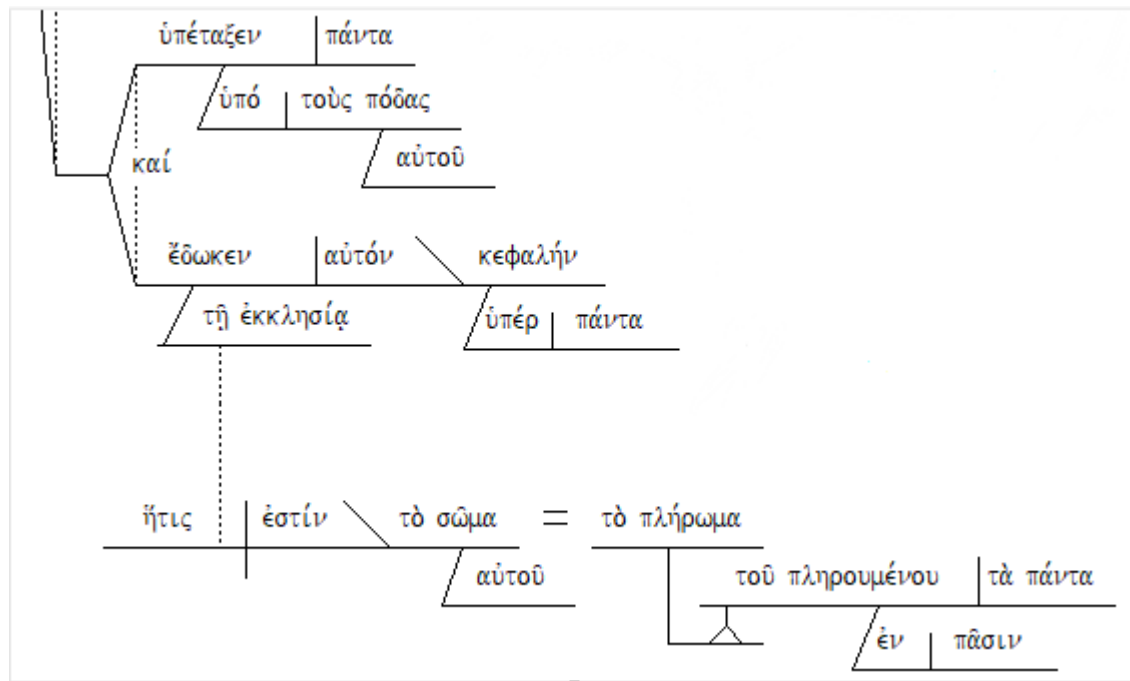 ὑπέταξεν πάντα
ὑπό τοὺς πόδας
αὐτοῦ
καί
ἔδωκεν αὐτόν κεφαλήν
τῇ ἐκκλησίᾳ ὑπέρ πάντα
ἥτις ἐστίν τὸ σῶμα = τὸ πλήρωμα
αὐτοῦ τοῦ πληρουμένου τὰ πάντα
ἐν πᾶσιν